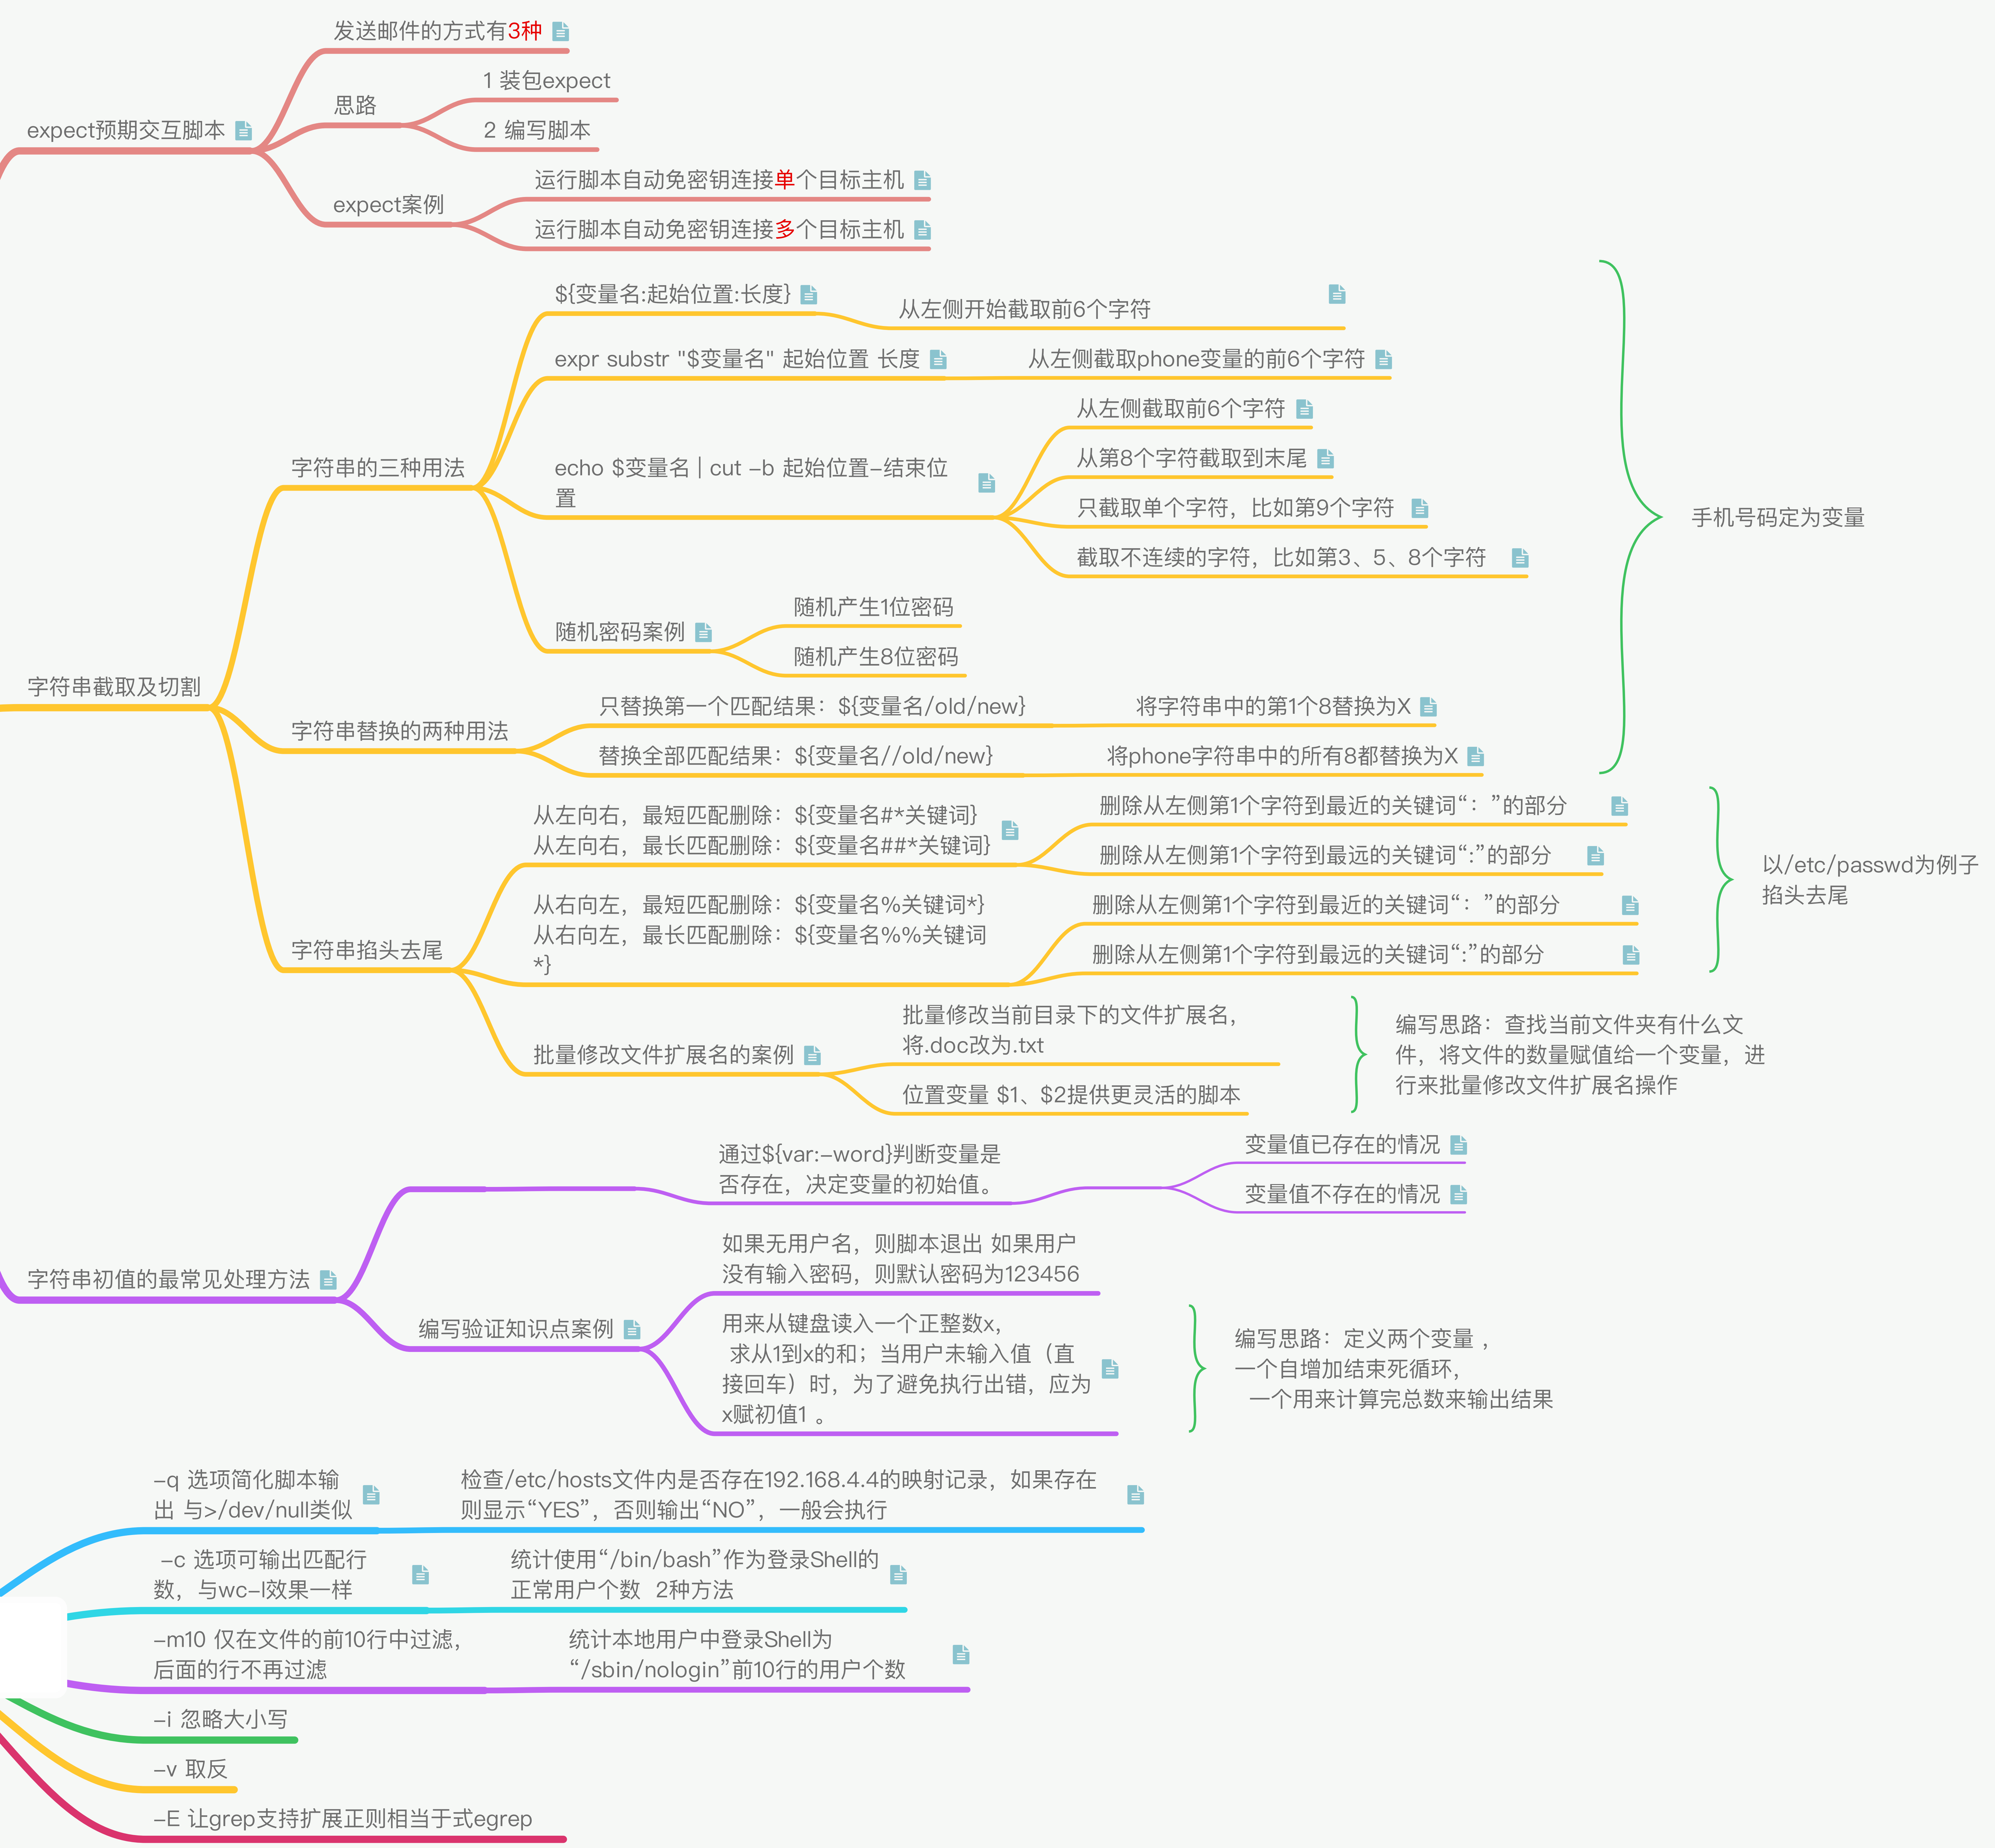 发送邮件的方式有3种
思路
1 装包expect
2 编写脚本
expect预期交互脚本
expect案例
运行脚本自动免密钥连接单个目标主机
运行脚本自动免密钥连接多个目标主机
字符串截取及切割
字符串的三种用法
${变量名:起始位置:长度}
从左侧开始截取前6个字符
expr substr "$变量名" 起始位置 长度
从左侧截取phone变量的前6个字符
echo $变量名 | cut -b 起始位置-结束位
置
从左侧截取前6个字符
从第8个字符截取到末尾
只截取单个字符，比如第9个字符
截取不连续的字符，比如第3、5、8个字符
随机密码案例
随机产生1位密码
随机产生8位密码
字符串替换的两种用法
只替换第一个匹配结果：${变量名/old/new}
将字符串中的第1个8替换为X
替换全部匹配结果：${变量名//old/new}
将phone字符串中的所有8都替换为X
手机号码定为变量
字符串掐头去尾
从左向右，最短匹配删除：${变量名#*关键词}
从左向右，最长匹配删除：${变量名##*关键词}
删除从左侧第1个字符到最近的关键词“：”的部分
删除从左侧第1个字符到最远的关键词“:”的部分
从右向左，最短匹配删除：${变量名%关键词*}
从右向左，最长匹配删除：${变量名%%关键词
*}
删除从左侧第1个字符到最近的关键词“：”的部分
删除从左侧第1个字符到最远的关键词“:”的部分
以/etc/passwd为例子
掐头去尾
批量修改文件扩展名的案例
批量修改当前目录下的文件扩展名，
将.doc改为.txt
位置变量 $1、$2提供更灵活的脚本
编写思路：查找当前文件夹有什么文
件，将文件的数量赋值给一个变量，进
行来批量修改文件扩展名操作
字符串初值的最常见处理方法
通过${var:-word}判断变量是
否存在，决定变量的初始值。
变量值已存在的情况
变量值不存在的情况
编写验证知识点案例
如果无用户名，则脚本退出 如果用户
没有输入密码，则默认密码为123456
用来从键盘读入一个正整数x，
求从1到x的和；当用户未输入值（直
接回车）时，为了避免执行出错，应为
x赋初值1 。
编写思路：定义两个变量 ，
一个自增加结束死循环，
一个用来计算完总数来输出结果
-q 选项简化脚本输
出 与>/dev/null类似
检查/etc/hosts文件内是否存在192.168.4.4的映射记录，如果存在
则显示“YES”，否则输出“NO”，一般会执行
-c 选项可输出匹配行
数，与wc-l效果一样
统计使用“/bin/bash”作为登录Shell的
正常用户个数  2种方法
-m10 仅在文件的前10行中过滤，
后面的行不再过滤
统计本地用户中登录Shell为
“/sbin/nologin”前10行的用户个数
-i 忽略大小写
-v 取反
-E 让grep支持扩展正则相当于式egrep